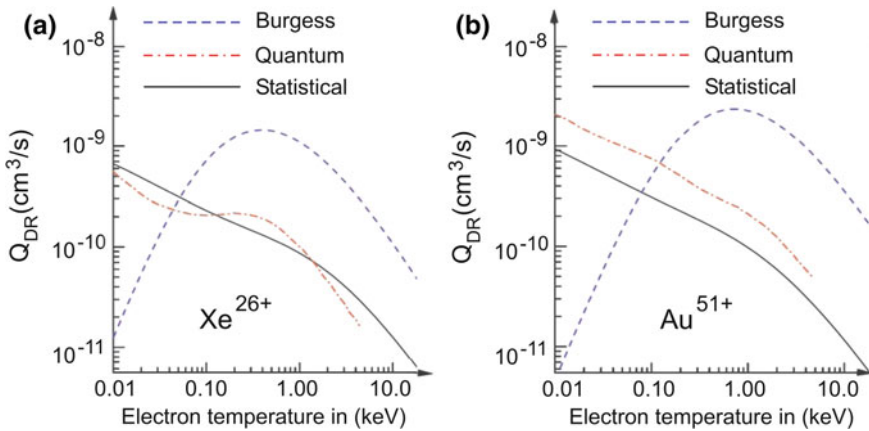 (a)
Burgess
Quantum
Statistical
10^-8
10^-9
10^-10
10^-11
Q_DR(cm^3/s)
Xe^26+
0.01 0.10 1.00 10.0
Electron temperature in (keV)
(b)
Burgess
Quantum
Statistical
10^-8
10^-9
10^-10
10^-11
Q_DR(cm^3/s)
Au^51+
0.01 0.10 1.00 10.0
Electron temperature in (keV)